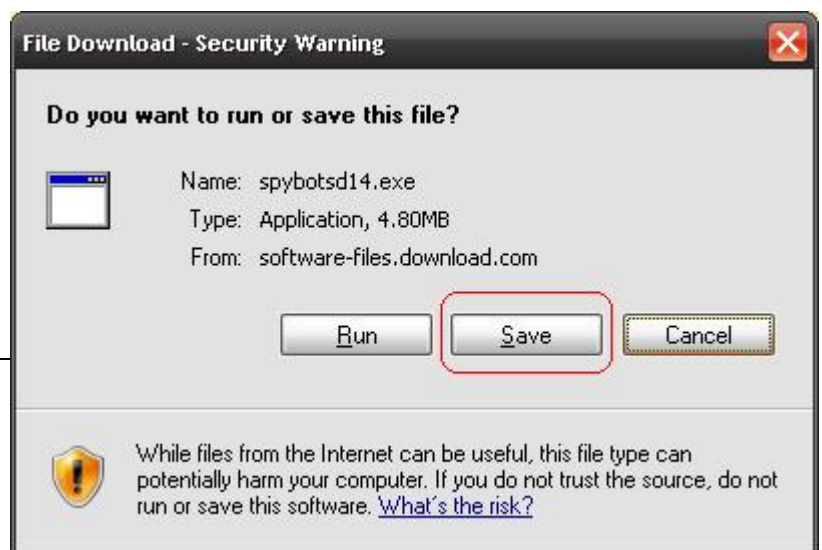 File Download - Security Warning
Do you want to run or save this file?
Name: spybotsd14.exe
Type: Application, 4.80MB
From: software-files.download.com
Run Save Cancel
While files from the Internet can be useful, this file type can
potentially harm your computer. If you do not trust the source, do not
run or save this software. What's the risk?